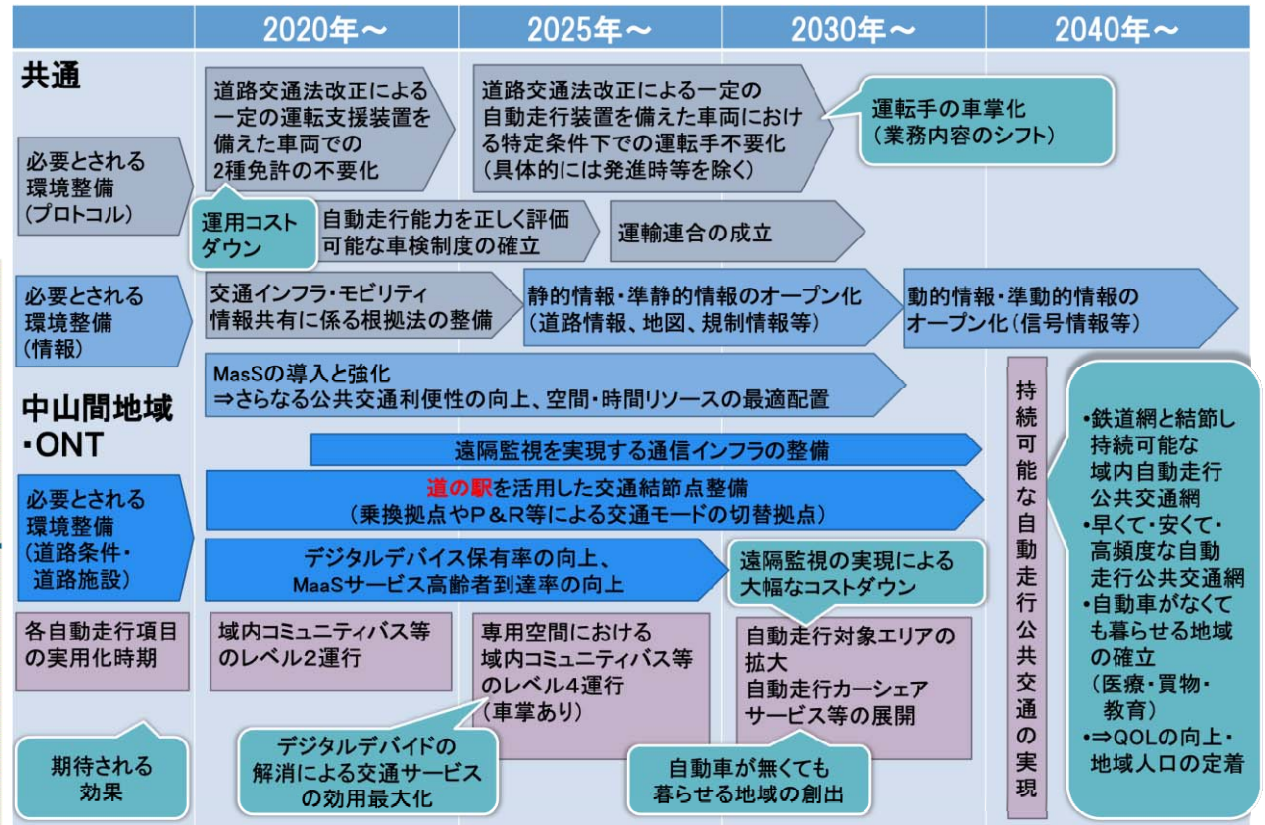 2020年～
2025年～
2030年～
2040年～
共通
必要とされる
環境整備
(プロトコル)
道路交通法改正による
一定の運転支援装置を
備えた車両での
2種免許の不要化
道路交通法改正による一定の
自動走行装置を備えた車両におけ
る特定条件下での運転手不要化
(具体的には発進時等を除く)
運転手の車掌化
(業務内容のシフト)
運用コスト
ダウン
自動走行能力を正しく評価
可能な車検制度の確立
運輸連合の成立
必要とされる
環境整備
(情報)
交通インフラ・モビリティ
情報共有に係る根拠法の整備
静的情報・準静的情報のオープン化
(道路情報、地図、規制情報等)
動的情報・準動的情報の
オープン化(信号情報等)
MasSの導入と強化
⇒さらなる公共交通利便性の向上、空間・時間リソースの最適配置
中山間地域
・ONT
遠隔監視を実現する通信インフラの整備
必要とされる
環境整備
(道路条件・
道路施設)
道の駅を活用した交通結節点整備
(乗換拠点やP＆R等による交通モードの切替拠点)
デジタルデバイス保有率の向上、
MaaSサービス高齢者到達率の向上
遠隔監視の実現による
大幅なコストダウン
各自動走行項目
の実用化時期
域内コミュニティバス等
のレベル2運行
専用空間における
域内コミュニティバス等
のレベル4運行
(車掌あり)
自動走行対象エリアの
拡大
自動走行カーシェア
サービス等の展開
期待される
効果
デジタルデバイドの
解消による交通サービス
の効用最大化
自動車が無くても
暮らせる地域の創出
持続可能な自動走行公共交通の実現
•鉄道網と結節し
持続可能な
域内自動走行
公共交通網
•早くて・安くて・
高頻度な自動
走行公共交通網
•自動車がなくて
も暮らせる地域
の確立
(医療・買物・
教育)
•⇒QOLの向上・
地域人口の定着